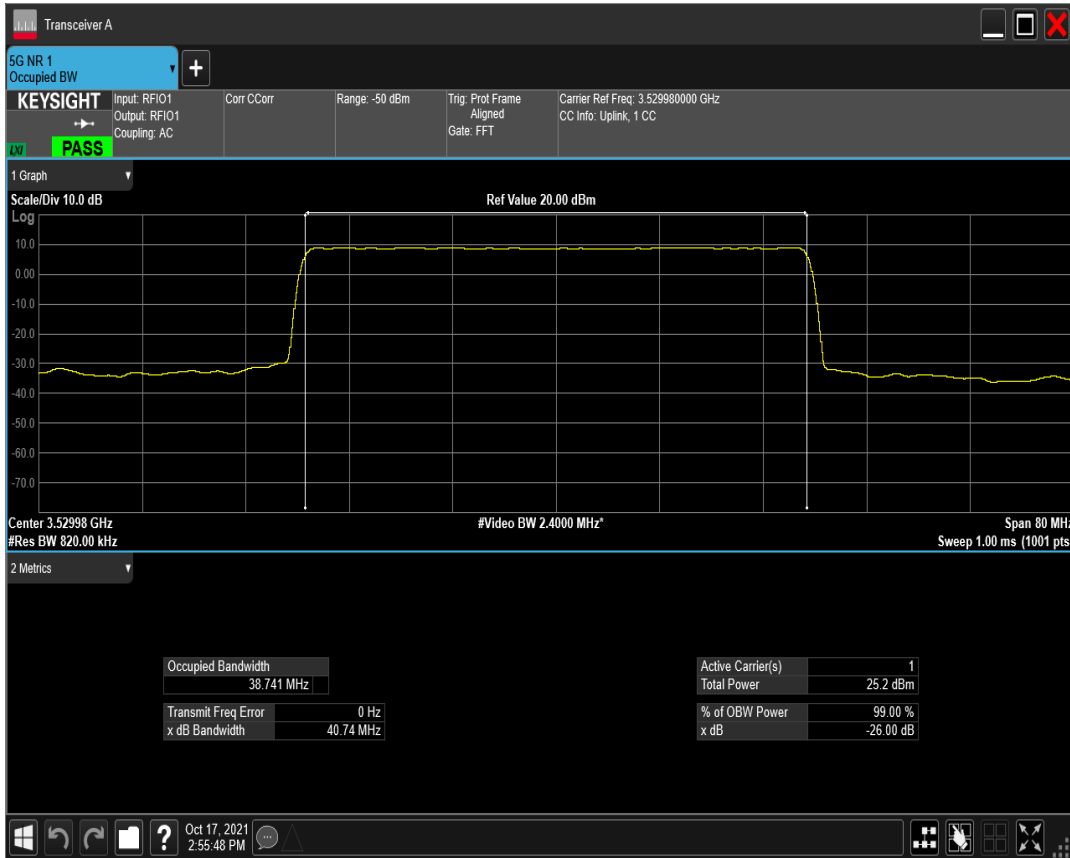 Transceiver A
5G NR 1
Occupied BW
+
KEYSIGHT
LXI
PASS
Input: RFIO1
Output: RFIO1
Coupling: AC
Corr CCorr
Range: -50 dBm
Trig: Prot Frame
Aligned
Gate: FFT
Carrier Ref Freq: 3.529980000 GHz
CC Info: Uplink, 1 CC
1 Graph
Scale/Div 10.0 dB
Ref Value 20.00 dBm
Log
10.0
0.00
-10.0
-20.0
-30.0
-40.0
-50.0
-60.0
-70.0
Center 3.52998 GHz
#Video BW 2.4000 MHz*
Span 80 MHz
#Res BW 820.00 kHz
Sweep 1.00 ms (1001 pts
2 Metrics
Occupied Bandwidth
38.741 MHz
Transmit Freq Error 0 Hz
x dB Bandwidth 40.74 MHz
Active Carrier(s) 1
Total Power 25.2 dBm
% of OBW Power 99.00 %
x dB -26.00 dB
?
Oct 17, 2021
2:55:48 PM